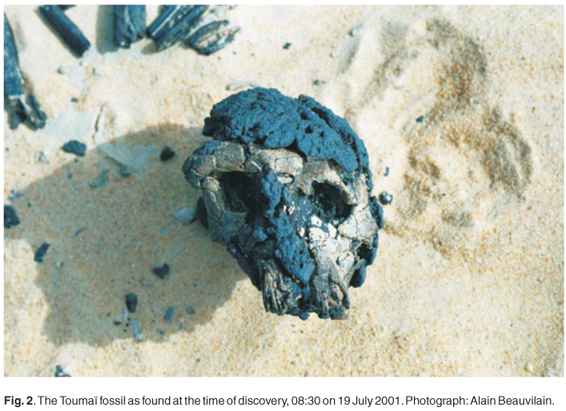 Fig. 2. The Toumaï fossil as found at the time of discovery, 08:30 on 19 July 2001. Photograph: Alain Beauvilain.